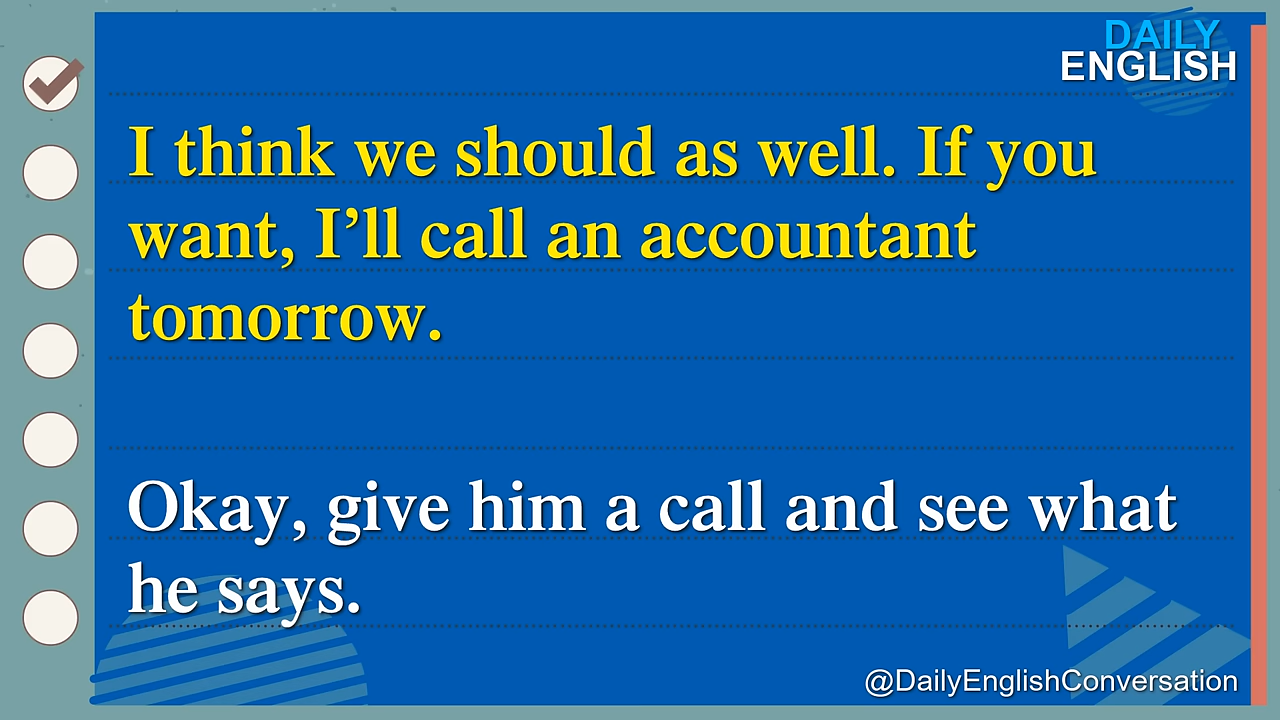 DAILY
ENGLISH
I think we should as well. If you
want, I’ll call an accountant
tomorrow.
Okay, give him a call and see what
he says.
@DailyEnglishConversation